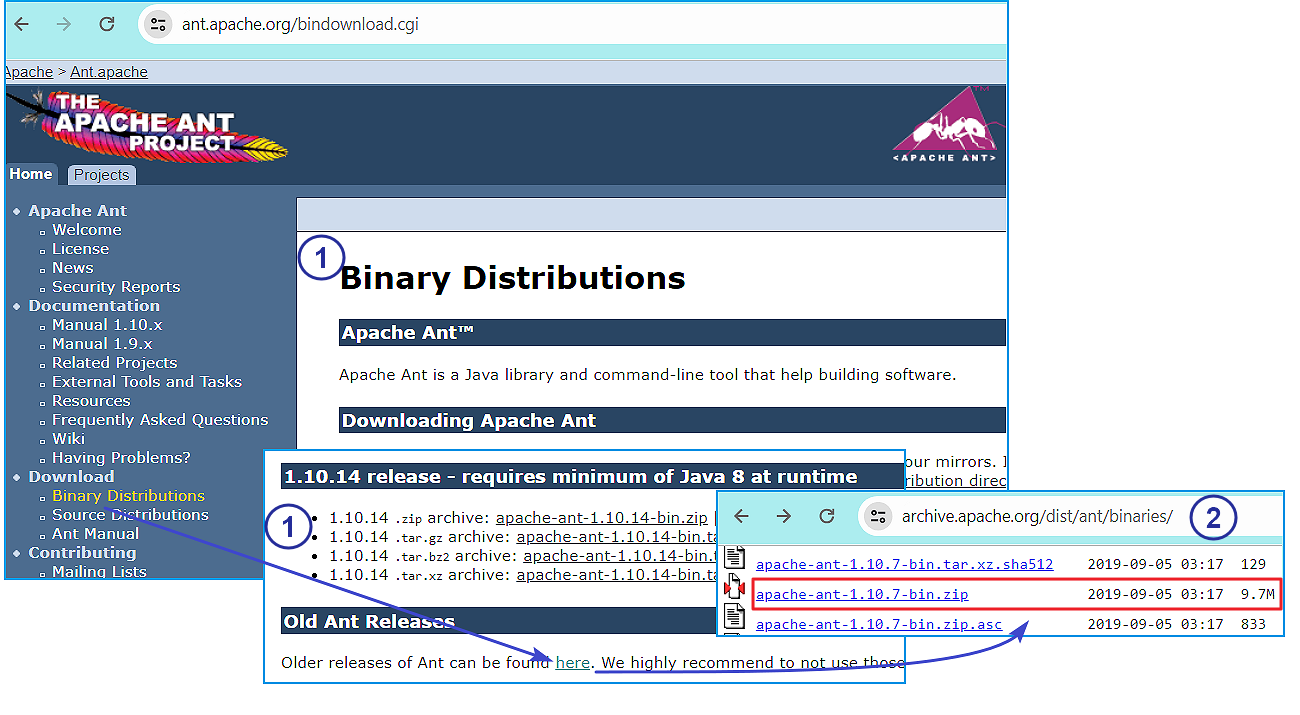 ant.apache.org/bindownload.cgi
Apache > Ant.apache
THE
APACHE ANT
PROJECT
TM
<APACHE ANT>
Home
Projects
Apache Ant
Welcome
License
News
Security Reports
Documentation
Manual 1.10.x
Manual 1.9.x
Related Projects
External Tools and Tasks
Resources
Frequently Asked Questions
Wiki
Having Problems?
Download
Binary Distributions
Source Distributions
Ant Manual
Contributing
Mailing Lists
1
Binary Distributions
Apache Ant™
Apache Ant is a Java library and command-line tool that help building software.
Downloading Apache Ant
our mirrors.
ribution direc
1.10.14 release - requires minimum of Java 8 at runtime
1
1.10.14 .zip archive: apache-ant-1.10.14-bin.zip
1.10.14 .tar.gz archive: apache-ant-1.10.14-bin.ta
1.10.14 .tar.bz2 archive: apache-ant-1.10.14-bin.
1.10.14 .tar.xz archive: apache-ant-1.10.14-bin.ta
Old Ant Releases
Older releases of Ant can be found here. We highly recommend to not use those
archive.apache.org/dist/ant/binaries/
2
apache-ant-1.10.7-bin.tar.xz.sha512 2019-09-05 03:17 129
apache-ant-1.10.7-bin.zip 2019-09-05 03:17 9.7M
apache-ant-1.10.7-bin.zip.asc 2019-09-05 03:17 833